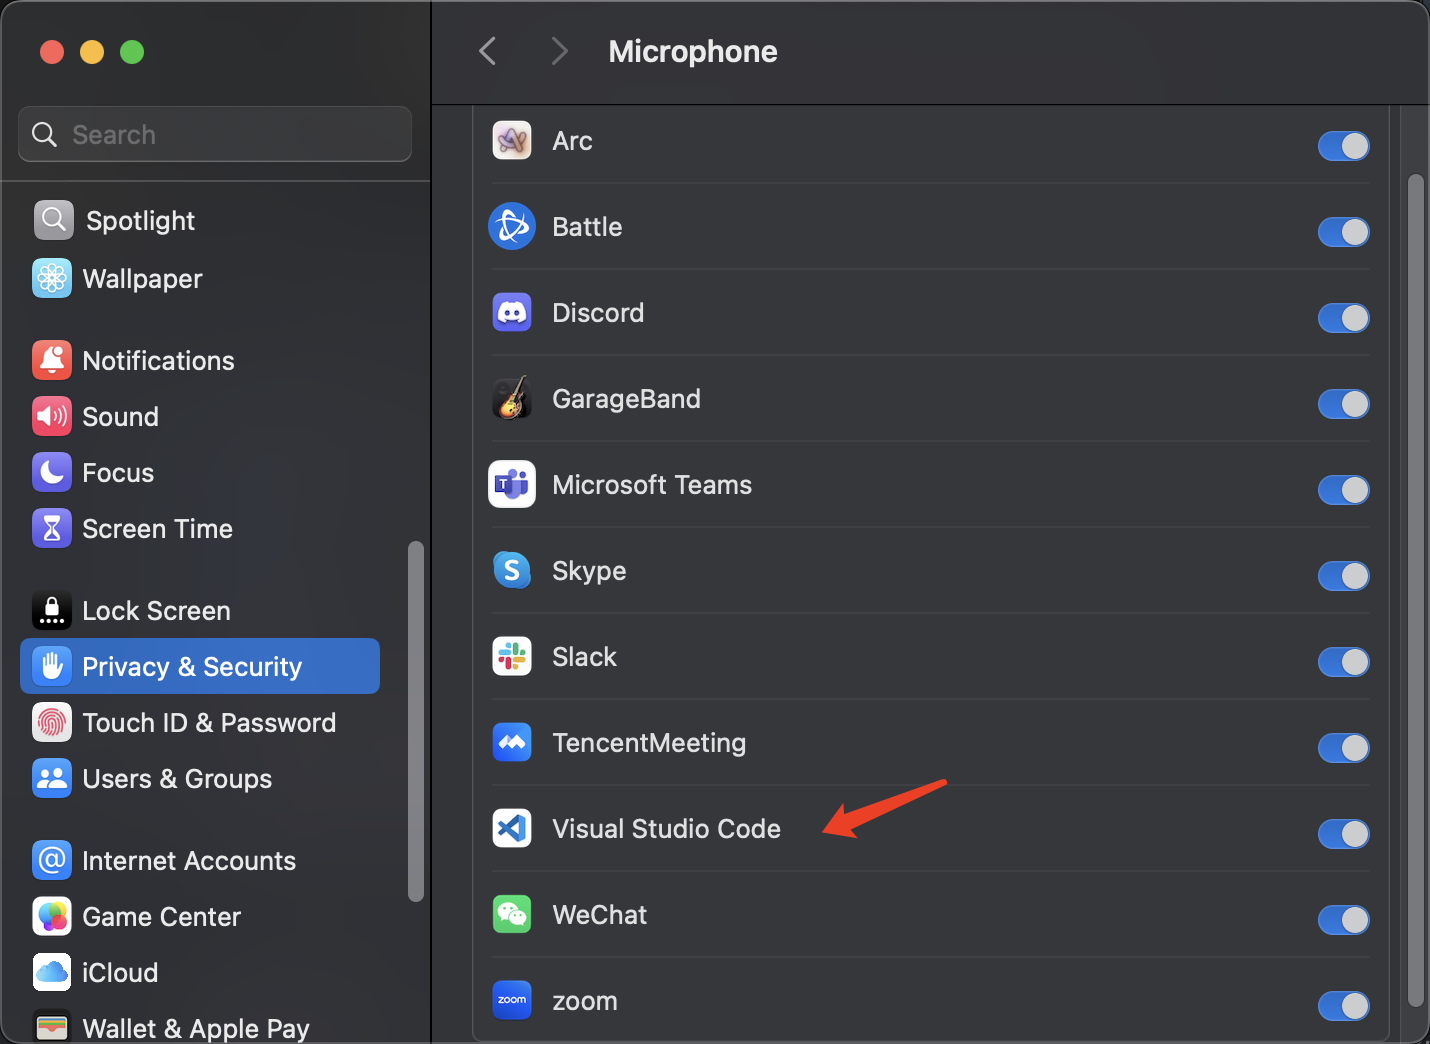 Microphone
Search
Spotlight
Wallpaper
Notifications
Sound
Focus
Screen Time
Lock Screen
Privacy & Security
Touch ID & Password
Users & Groups
Internet Accounts
Game Center
iCloud
Wallet & Apple Pay
Arc
Battle
Discord
GarageBand
T
Microsoft Teams
S
Skype
Slack
TencentMeeting
Visual Studio Code
WeChat
zoom
zoom